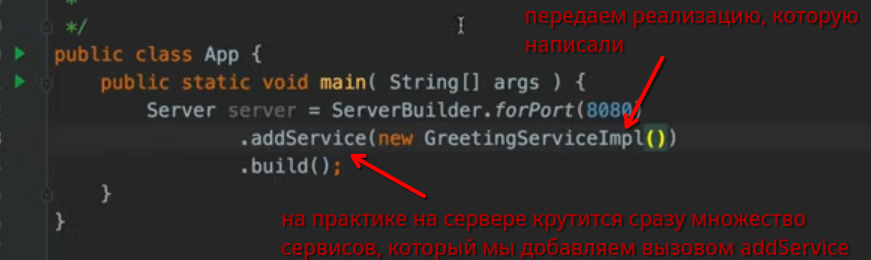 *
*/
передаем реализацию, которую
написали
public class App {
public static void main( String[] args ) {
Server server = ServerBuilder.forPort(8080)
.addService(new GreetingServiceImpl())
.build();
}
}
на практике на сервере крутится сразу множество
сервисов, который мы добавляем вызовом addService